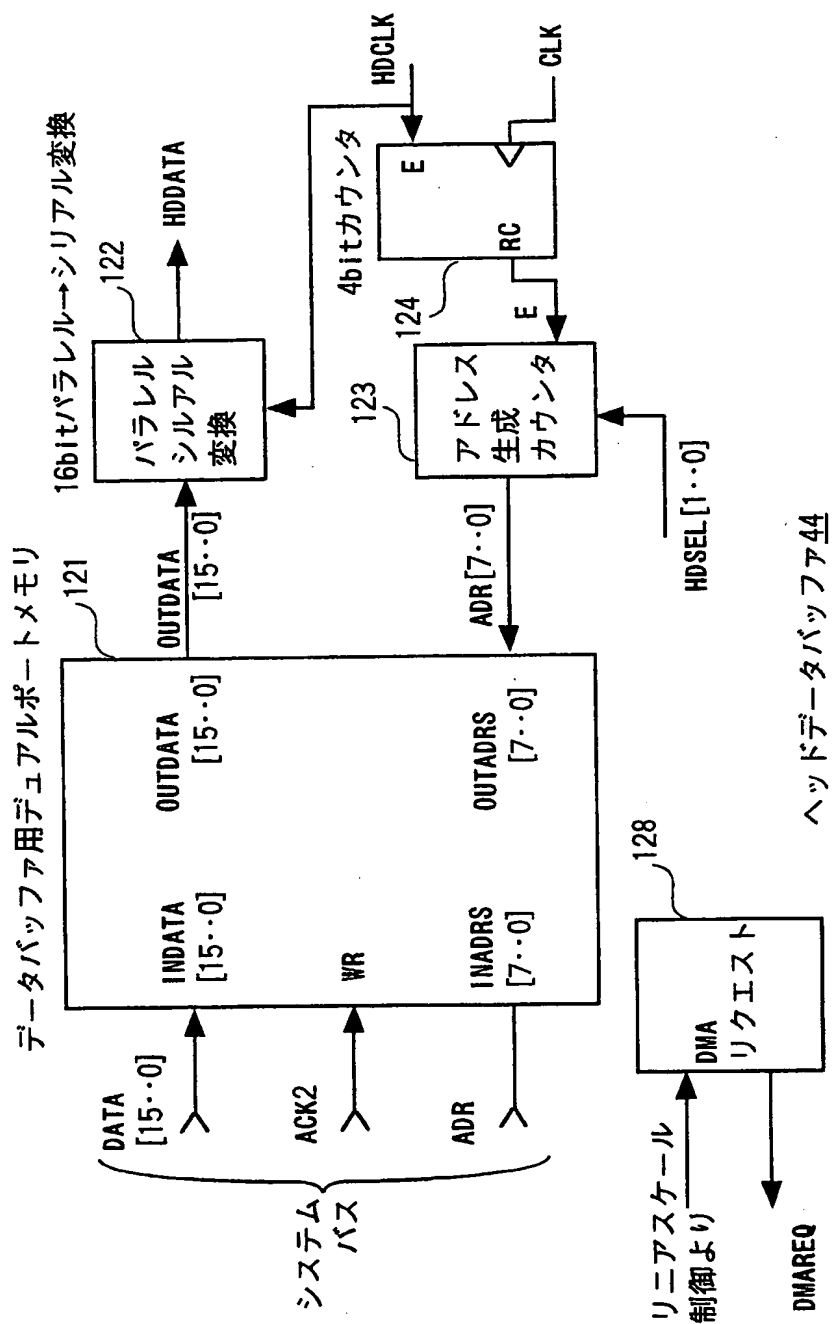 データバッファ用デュアルポートメモリ
121
システム
バス
DATA
[15‥0]
ACK2
ADR
INDATA
[15‥0]
WR
INADRS
[7‥0]
OUTDATA
[15‥0]
OUTADRS
[7‥0]
OUTDATA
[15‥0]
ADR[7‥0]
16bitパラレル→シリアル変換
122
パラレル
シルアル
変換
HDDATA
123
アドレス
生成
カウンタ
HDSEL[1‥0]
E
4bitカウンタ
124
E
RC
HDCLK
CLK
128
DMA
リクエスト
リニアスケール
制御より
DMAREQ
ヘッドデータバッファ44